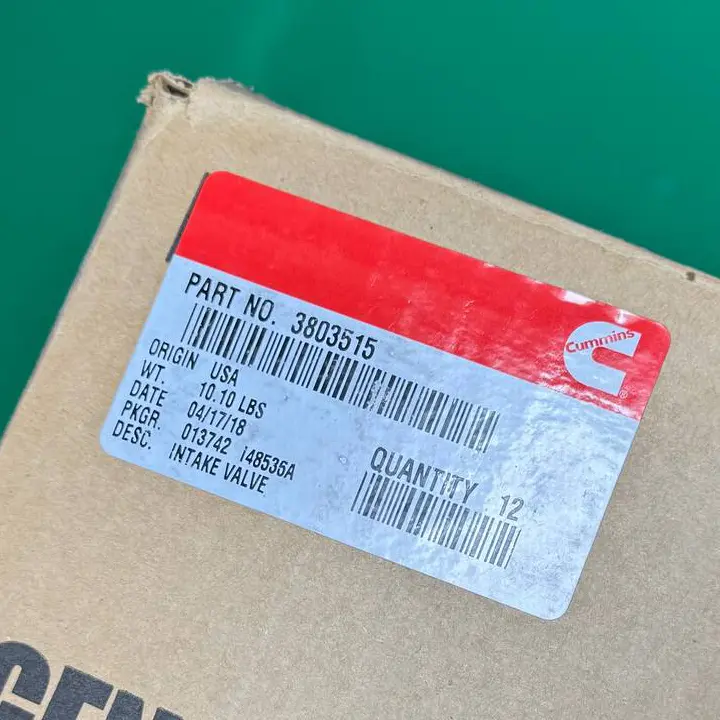 PART NO. 3803515
Cummins
®
ORIGIN USA
WT. 10.10 LBS
DATE 04/17/18
PKGR. 013742 i48536A
DESC. INTAKE VALVE
QUANTITY 12
GEN